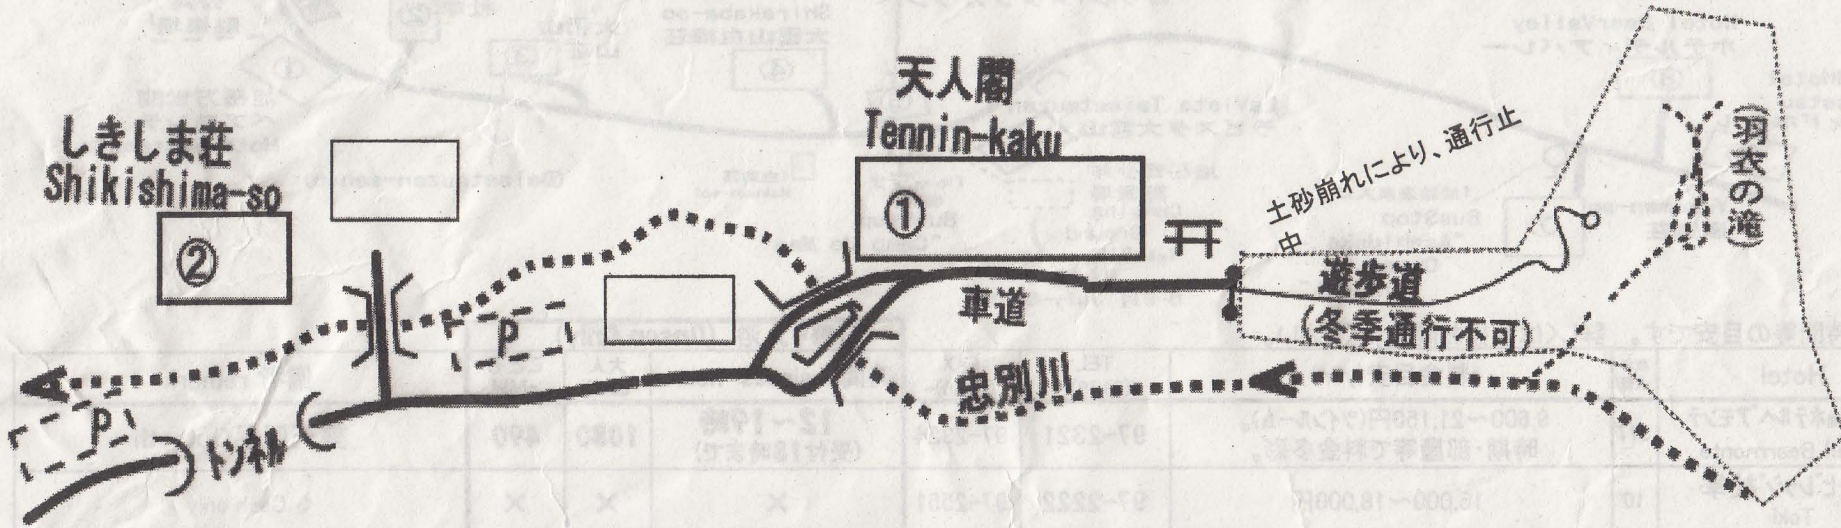 天人閣
Tennin-kaku
①
しきしま荘
Shikishima-so
②
土砂崩れにより、通行止
中
(羽衣の滝)
遊歩道
(冬季通行不可)
車道
忠別川
P
P
トンネル